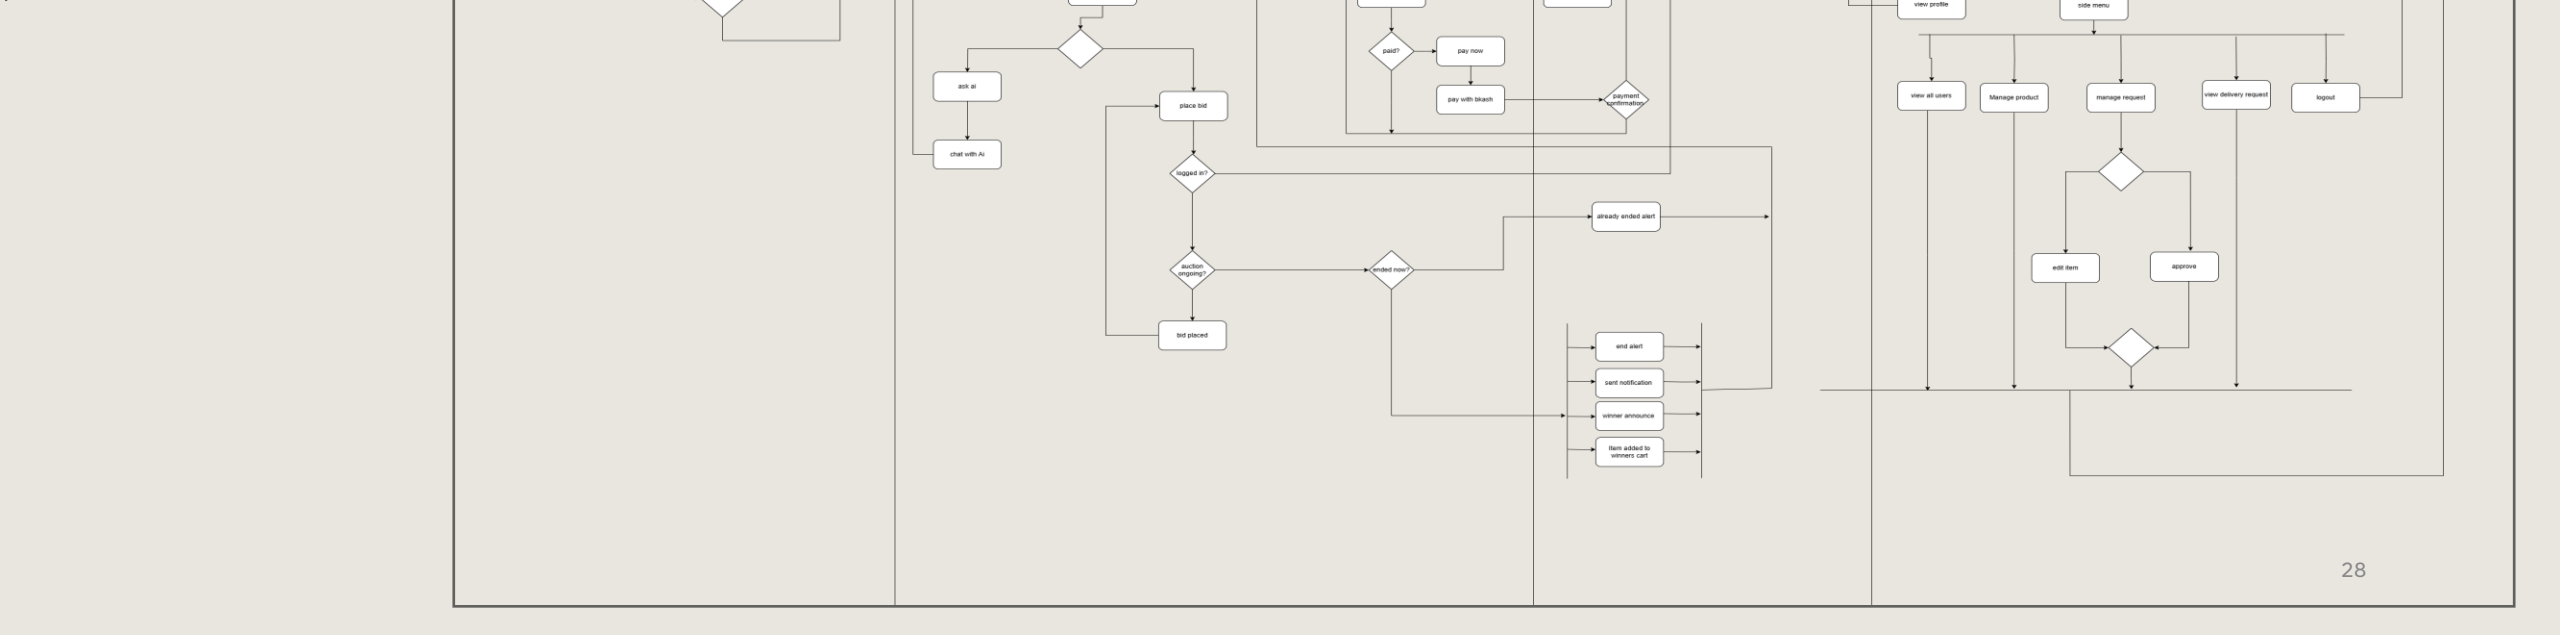 view profile
side menu
paid?
pay now
ask ai
pay with bkash
payment
confirmation
view all users
Manage product
manage request
view delivery request
logout
place bid
chat with Ai
logged in?
already ended alert
auction
ongoing?
ended now?
edit item
approve
bid placed
end alert
sent notification
winner announce
Item added to
winners cart
28